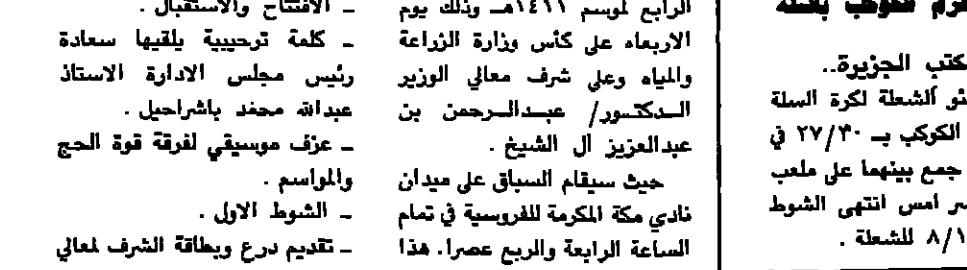 كتب الجزيرة..
الشعلة لكرة السلة
الكوكب بـ ٢٧/٣٠ في
جمع بينهما على ملعب
امس انتهى الشوط
للشعلة .
الرابع لموسم ١٤١١هـ وذلك يوم
الاربعاء على كأس وزارة الزراعة
والمياه وعلى شرف معالي الوزير
الـدكتـور/ عبـدالـرحمن بن
عبدالعزيز آل الشيخ .
حيث سيقام السباق على ميدان
نادي مكة المكرمة للفروسية في تمام
الساعة الرابعة والربع عصرا. هذا
ـ الافتتاح والاستقبال .
ـ كلمة ترحيبية يلقيها سعادة
رئيس مجلس الادارة الاستاذ
عبدالله محمد باشراحيل .
ـ عزف موسيقي لفرقة قوة الحج
والمواسم .
ـ الشوط الاول .
ـ تقديم درع وبطاقة الشرف لمعالي